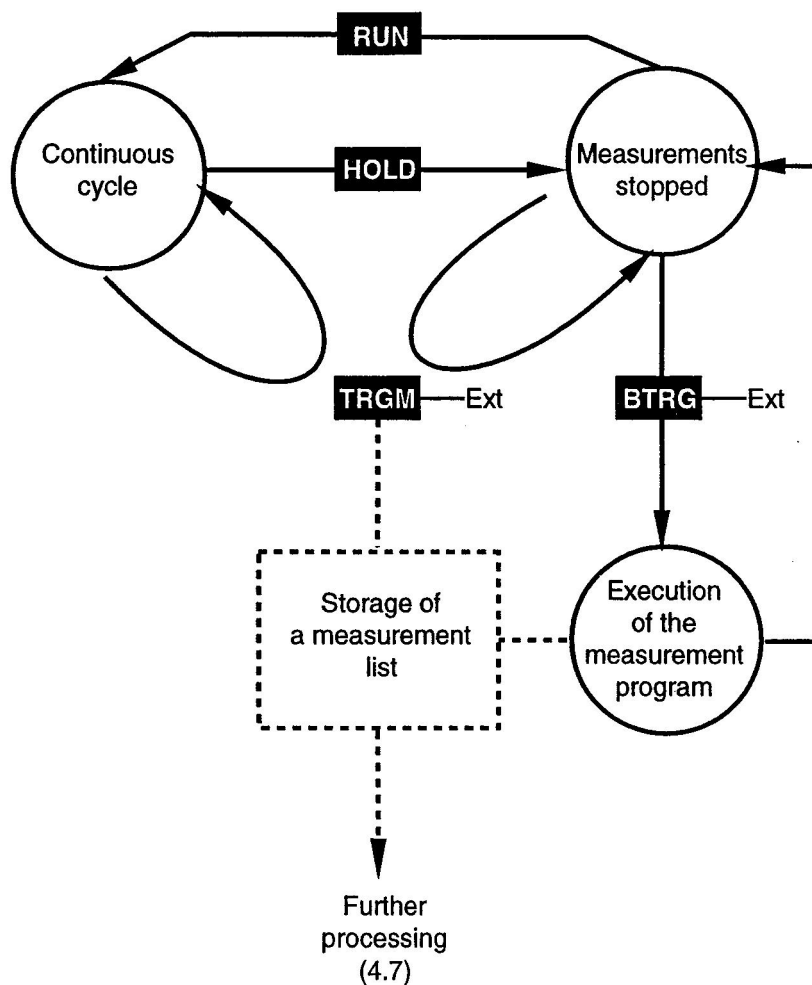 RUN
Continuous
cycle
HOLD
Measurements
stopped
TRGM
Ext
BTRG
Ext
Storage of
a measurement
list
Execution
of the
measurement
program
Further
processing
(4.7)